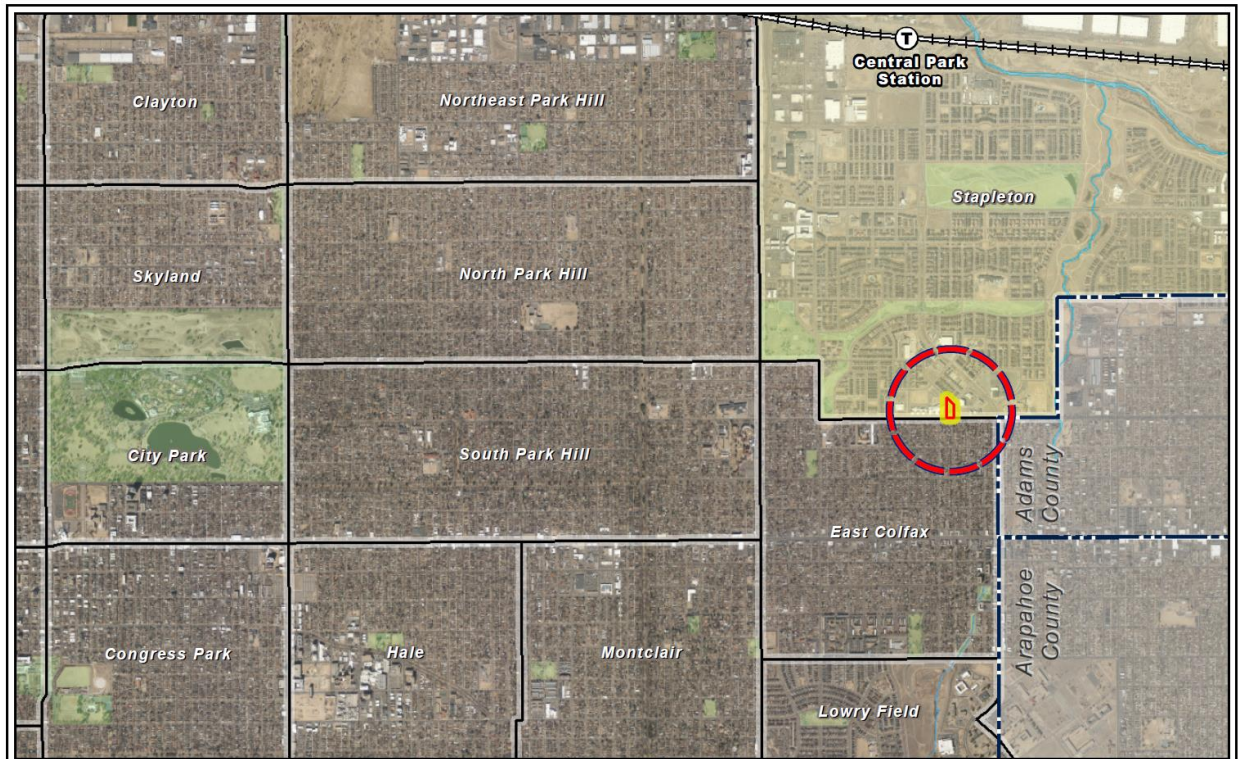 T
Central Park
Station
Clayton
Northeast Park Hill
Stapleton
Skyland
North Park Hill
City Park
South Park Hill
East Colfax
Adams
County
Congress Park
Hale
Montclair
Arapahoe
County
Lowry Field